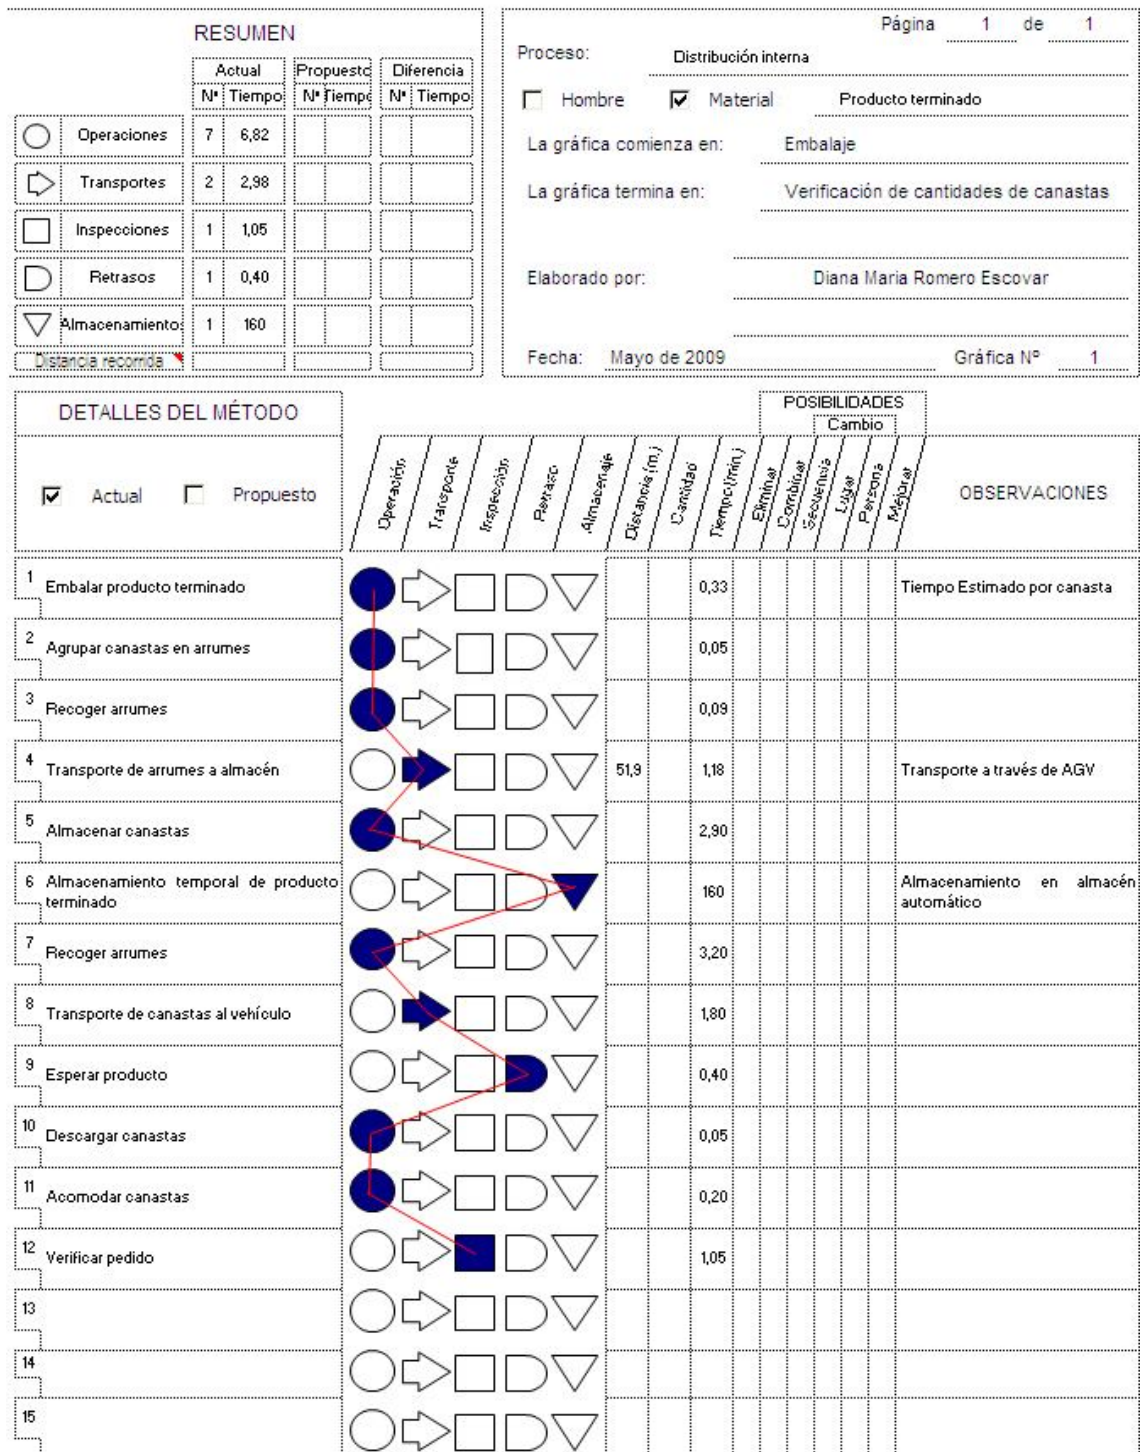 RESUMEN
Actual Propuesto Diferencia
Nº Tiempo Nº Tiempo Nº Tiempo
Operaciones 7 6,82
Transportes 2 2,98
Inspecciones 1 1,05
Retrasos 1 0,40
Almacenamientos 1 160
Distancia recorrida
Página 1 de 1
Proceso: Distribución interna
Hombre Material Producto terminado
La gráfica comienza en: Embalaje
La gráfica termina en: Verificación de cantidades de canastas
Elaborado por: Diana Maria Romero Escovar
Fecha: Mayo de 2009 Gráfica Nº 1
DETALLES DEL MÉTODO
Actual Propuesto
Operación Transporte Inspección Retraso Almacenaje Distancia (m.) Cantidad Tiempo (min.)
POSIBILIDADES
Cambio
Eliminar Combinar Secuencia Lugar Persona Mejorar
OBSERVACIONES
1 Embalar producto terminado 0,33 Tiempo Estimado por canasta
2 Agrupar canastas en arrumes 0,05
3 Recoger arrumes 0,09
4 Transporte de arrumes a almacén 51,9 1,18 Transporte a través de AGV
5 Almacenar canastas 2,90
6 Almacenamiento temporal de producto
terminado 160 Almacenamiento en almacén
automático
7 Recoger arrumes 3,20
8 Transporte de canastas al vehículo 1,80
9 Esperar producto 0,40
10 Descargar canastas 0,05
11 Acomodar canastas 0,20
12 Verificar pedido 1,05
13
14
15